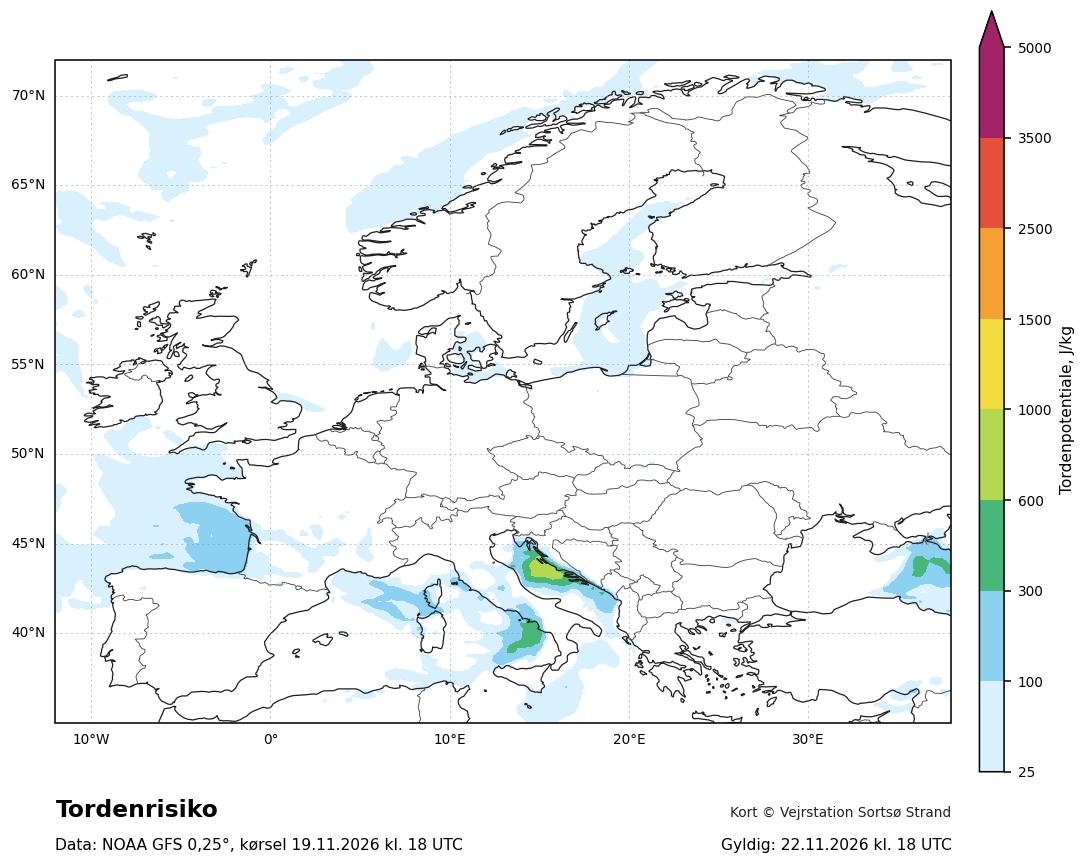 70°N
65°N
60°N
55°N
50°N
45°N
40°N
10°W
0°
10°E
20°E
30°E
5000
3500
2500
1500
1000
600
300
100
25
Tordenpotentiale, J/kg
Tordenrisiko
Kort © Vejrstation Sortsø Strand
Data: NOAA GFS 0,25°, kørsel 19.11.2026 kl. 18 UTC
Gyldig: 22.11.2026 kl. 18 UTC